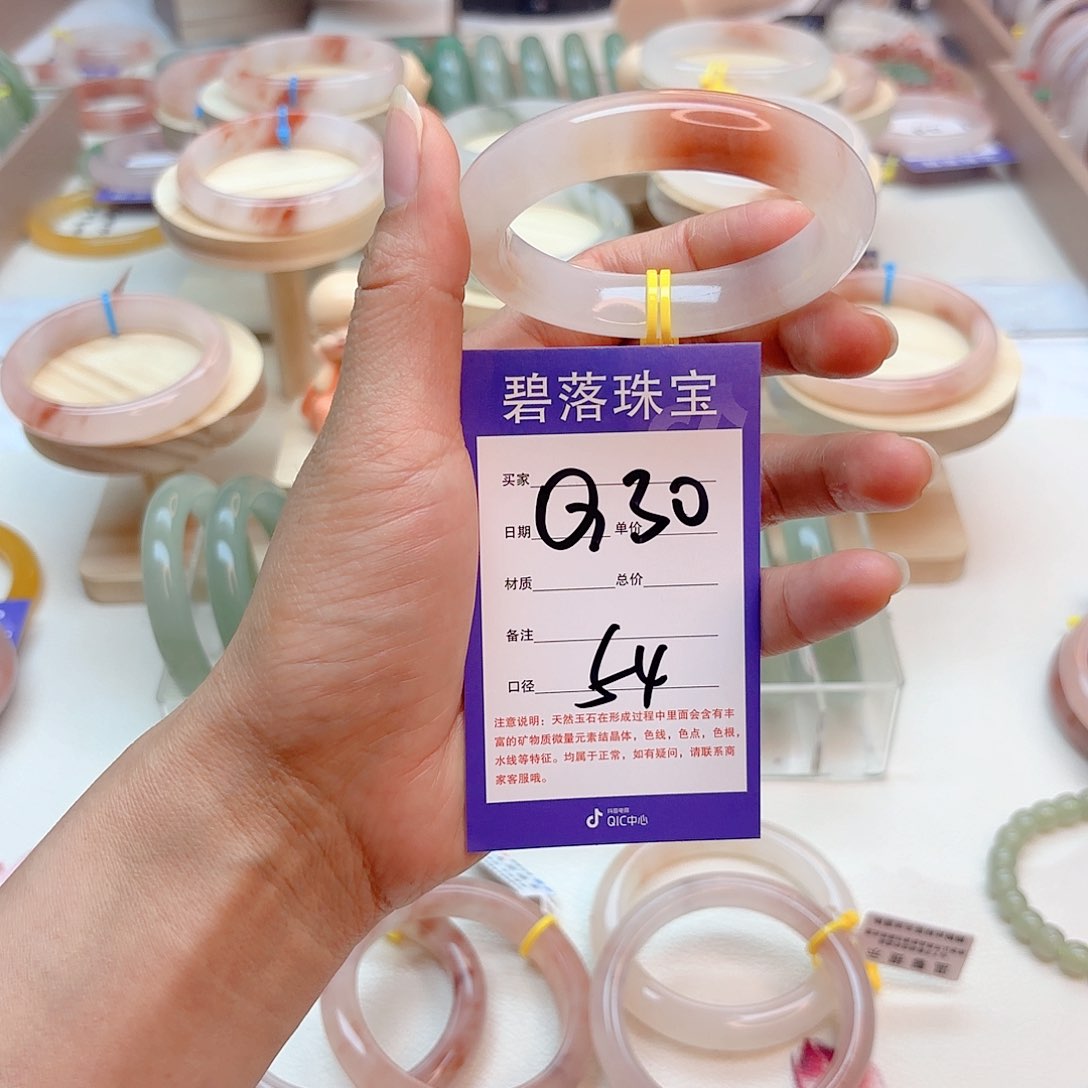 碧落珠宝
买家
Q30
日期 单价
材质 总价
备注
口径 54
注意说明：天然玉石在形成过程中里面会含有丰
富的矿物质微量元素结晶体，色线，色点，色根，
水线等特征。均属于正常，如有疑问，请联系商
家客服哦。
抖音电商
QIC中心